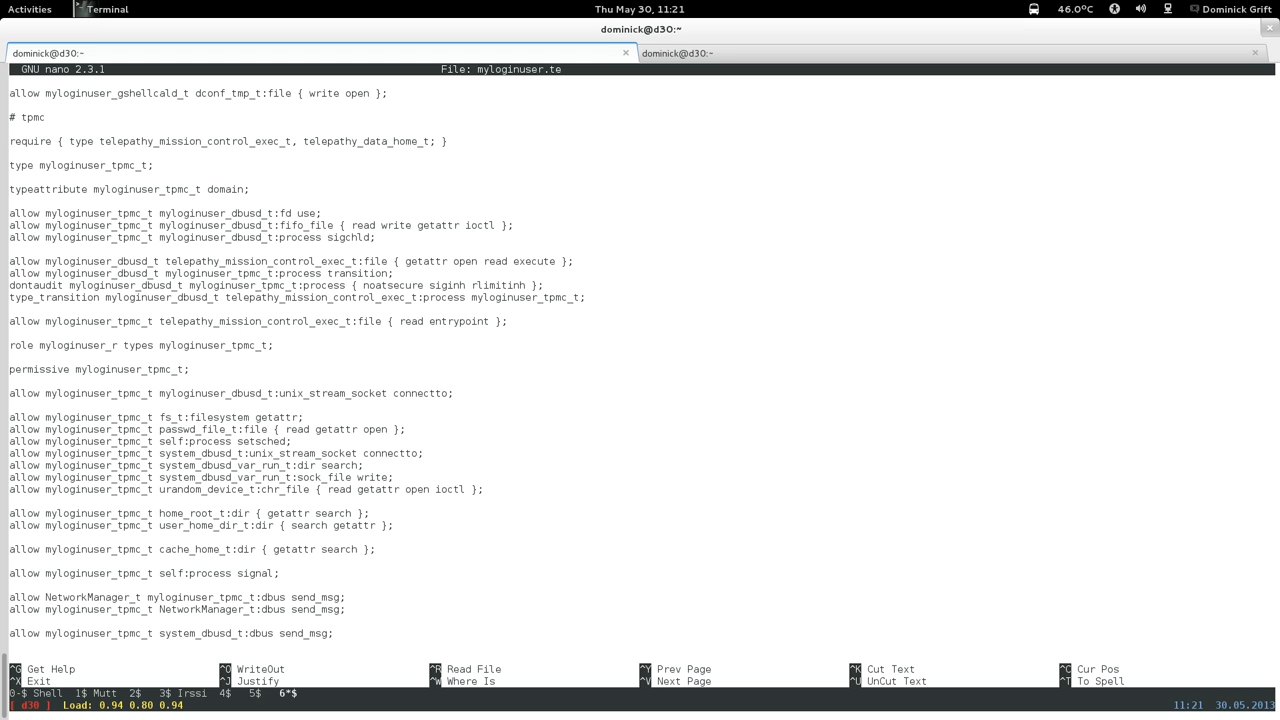 Activities Terminal Thu May 30, 11:21 46.0°C Dominick Grift
dominick@d30:~
dominick@d30:~ × dominick@d30:~ ×
GNU nano 2.3.1 File: myloginuser.te
allow myloginuser_gshellcald_t dconf_tmp_t:file { write open };
# tpmc
require { type telepathy_mission_control_exec_t, telepathy_data_home_t; }
type myloginuser_tpmc_t;
typeattribute myloginuser_tpmc_t domain;
allow myloginuser_tpmc_t myloginuser_dbusd_t:fd use;
allow myloginuser_tpmc_t myloginuser_dbusd_t:fifo_file { read write getattr ioctl };
allow myloginuser_tpmc_t myloginuser_dbusd_t:process sigchld;
allow myloginuser_dbusd_t telepathy_mission_control_exec_t:file { getattr open read execute };
allow myloginuser_dbusd_t myloginuser_tpmc_t:process transition;
dontaudit myloginuser_dbusd_t myloginuser_tpmc_t:process { noatsecure siginh rlimitinh };
type_transition myloginuser_dbusd_t telepathy_mission_control_exec_t:process myloginuser_tpmc_t;
allow myloginuser_tpmc_t telepathy_mission_control_exec_t:file { read entrypoint };
role myloginuser_r types myloginuser_tpmc_t;
permissive myloginuser_tpmc_t;
allow myloginuser_tpmc_t myloginuser_dbusd_t:unix_stream_socket connectto;
allow myloginuser_tpmc_t fs_t:filesystem getattr;
allow myloginuser_tpmc_t passwd_file_t:file { read getattr open };
allow myloginuser_tpmc_t self:process setsched;
allow myloginuser_tpmc_t system_dbusd_t:unix_stream_socket connectto;
allow myloginuser_tpmc_t system_dbusd_var_run_t:dir search;
allow myloginuser_tpmc_t system_dbusd_var_run_t:sock_file write;
allow myloginuser_tpmc_t urandom_device_t:chr_file { read getattr open ioctl };
allow myloginuser_tpmc_t home_root_t:dir { getattr search };
allow myloginuser_tpmc_t user_home_dir_t:dir { search getattr };
allow myloginuser_tpmc_t cache_home_t:dir { getattr search };
allow myloginuser_tpmc_t self:process signal;
allow NetworkManager_t myloginuser_tpmc_t:dbus send_msg;
allow myloginuser_tpmc_t NetworkManager_t:dbus send_msg;
allow myloginuser_tpmc_t system_dbusd_t:dbus send_msg;
^G Get Help ^O WriteOut ^R Read File ^Y Prev Page ^K Cut Text ^C Cur Pos
^X Exit ^J Justify ^W Where Is ^V Next Page ^U UnCut Text ^T To Spell
0-$ Shell 1$ Mutt 2$ 3$ Irssi 4$ 5$ 6*$
[ d30 ] Load: 0.94 0.80 0.94 11:21 30.05.2013